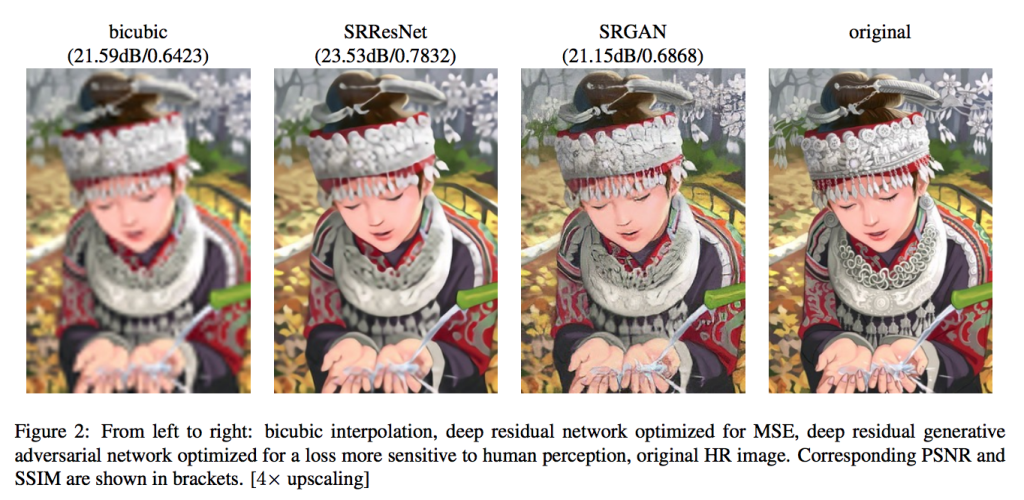 bicubic
(21.59dB/0.6423)
SRResNet
(23.53dB/0.7832)
SRGAN
(21.15dB/0.6868)
original
Figure 2: From left to right: bicubic interpolation, deep residual network optimized for MSE, deep residual generative
adversarial network optimized for a loss more sensitive to human perception, original HR image. Corresponding PSNR and
SSIM are shown in brackets. [4× upscaling]